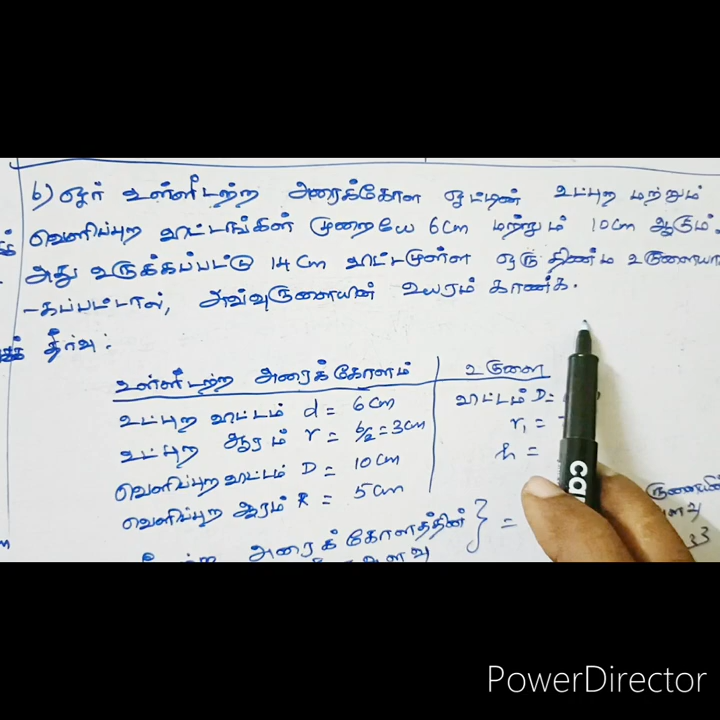 6) ஓர் உள்ளீடற்ற அரைக்கோள ஓட்டின் உட்புற மற்றும்
வெளிப்புற விட்டங்கள் முறையே 6cm மற்றும் 10cm ஆகும்.
அது உருக்கப்பட்டு 14cm விட்டமுள்ள ஒரு திண்ம உருளையா
-கப்பட்டால், அவ்வுருளையின் உயரம் காண்க.
தீர்வு :
உள்ளீடற்ற அரைக்கோளம்
உட்புற விட்டம் d = 6cm
உட்புற ஆரம் r = 6/2 = 3cm
வெளிப்புற விட்டம் D = 10cm
வெளிப்புற ஆரம் R = 5cm
உருளை
விட்டம் D =
r₁ =
h =
அரைக் கோளத்தின் } =
PowerDirector